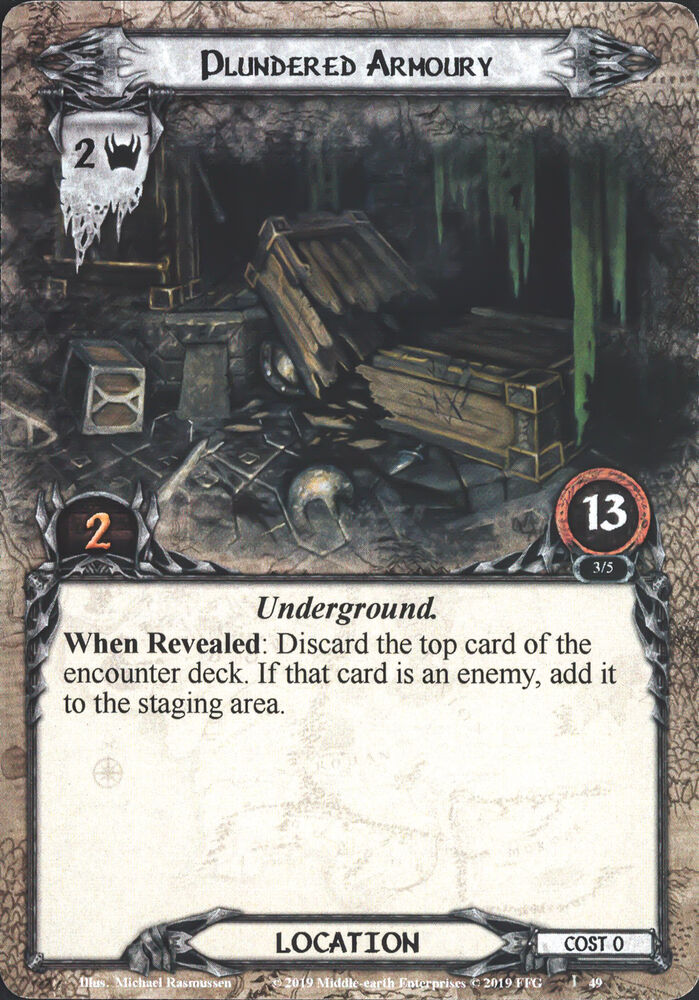 PLUNDERED ARMOURY
2
2
13
3/5
Underground.
When Revealed: Discard the top card of the
encounter deck. If that card is an enemy, add it
to the staging area.
ROHAN
MORDOR
LOCATION
COST 0
Illus. Michael Rasmussen © 2019 Middle-earth Enterprises © 2019 FFG 49